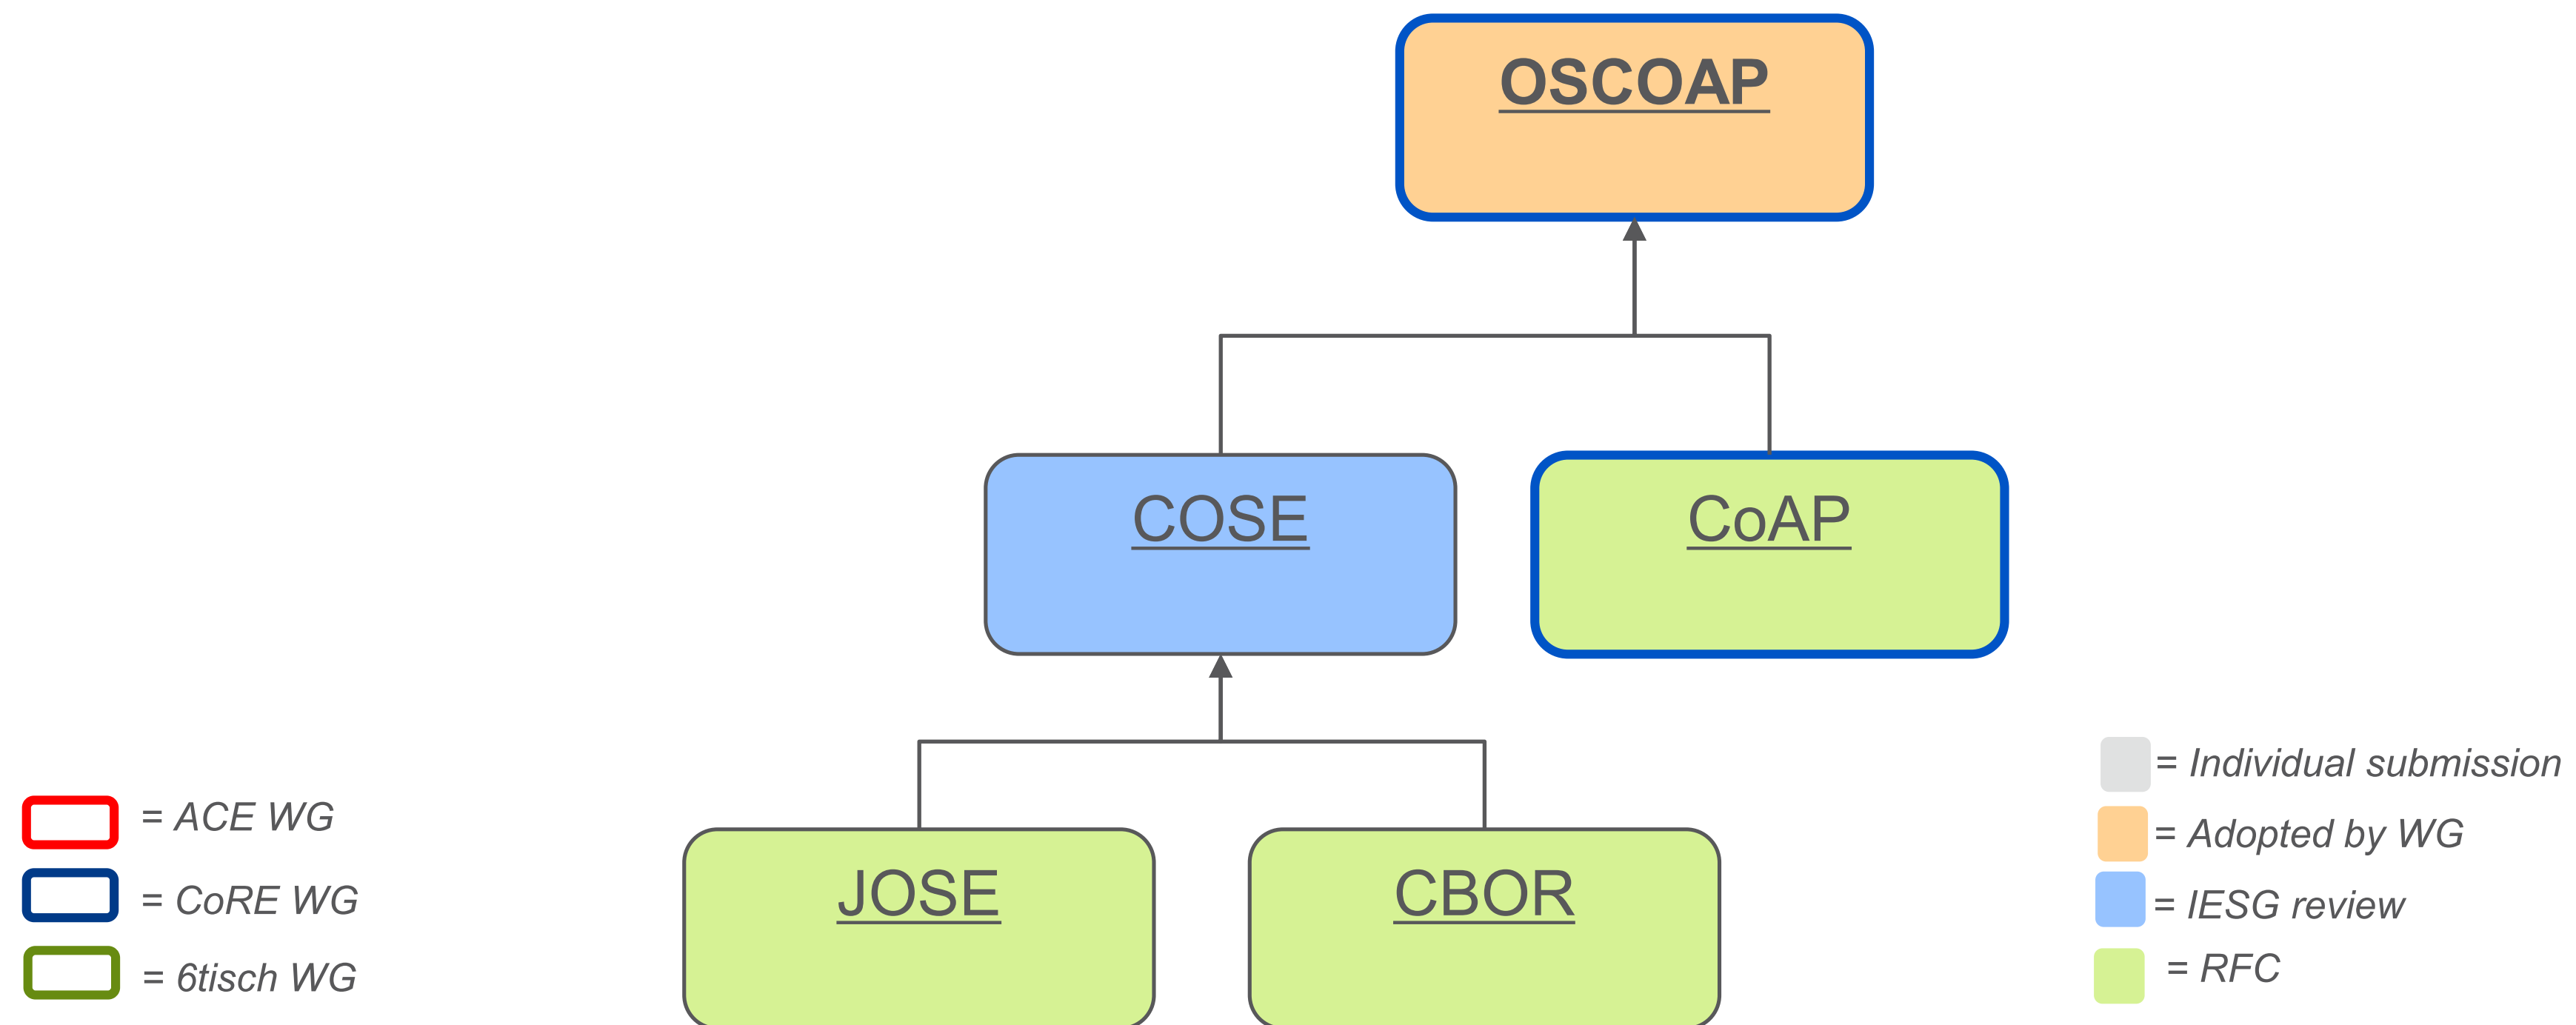 OSCOAP
COSE
CoAP
JOSE
CBOR
= ACE WG
= CoRE WG
= 6tisch WG
= Individual submission
= Adopted by WG
= IESG review
= RFC